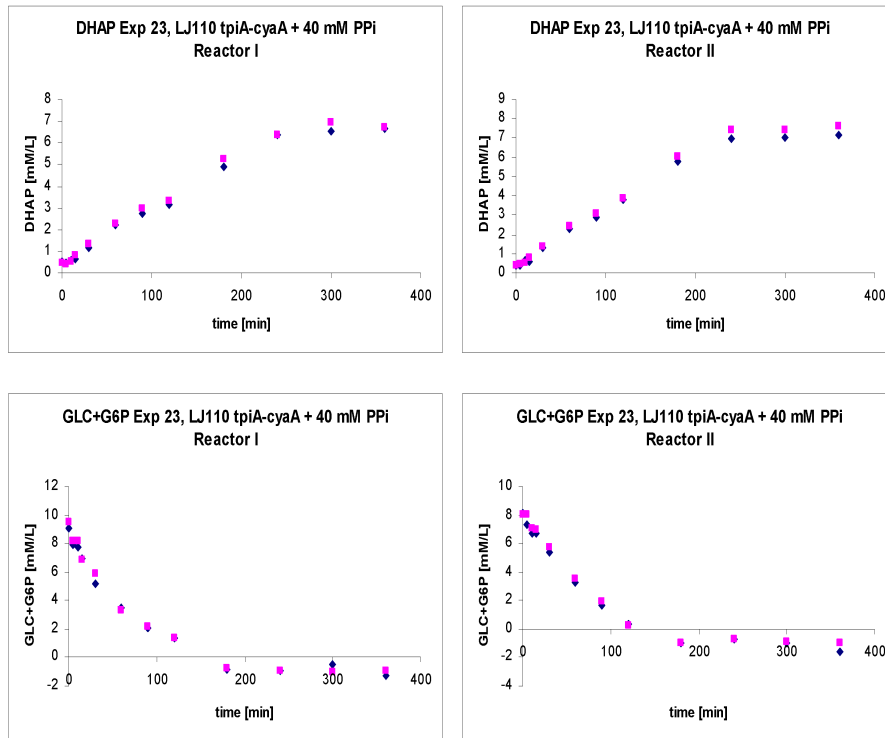 DHAP Exp 23, LJ110 tpiA-cyaA + 40 mM PPi
Reactor I
8
7
6
5
4
3
2
1
0
DHAP [mM/L]
0 100 200 300 400
time [min]
DHAP Exp 23, LJ110 tpiA-cyaA + 40 mM PPi
Reactor II
9
8
7
6
5
4
3
2
1
0
DHAP [mM/L]
0 100 200 300 400
time [min]
GLC+G6P Exp 23, LJ110 tpiA-cyaA + 40 mM PPi
Reactor I
12
10
8
6
4
2
0
-2
GLC+G6P [mM/L]
0 100 200 300 400
time [min]
GLC+G6P Exp 23, LJ110 tpiA-cyaA + 40 mM PPi
Reactor II
10
8
6
4
2
0
-2
-4
GLC+G6P [mM/L]
0 100 200 300 400
time [min]